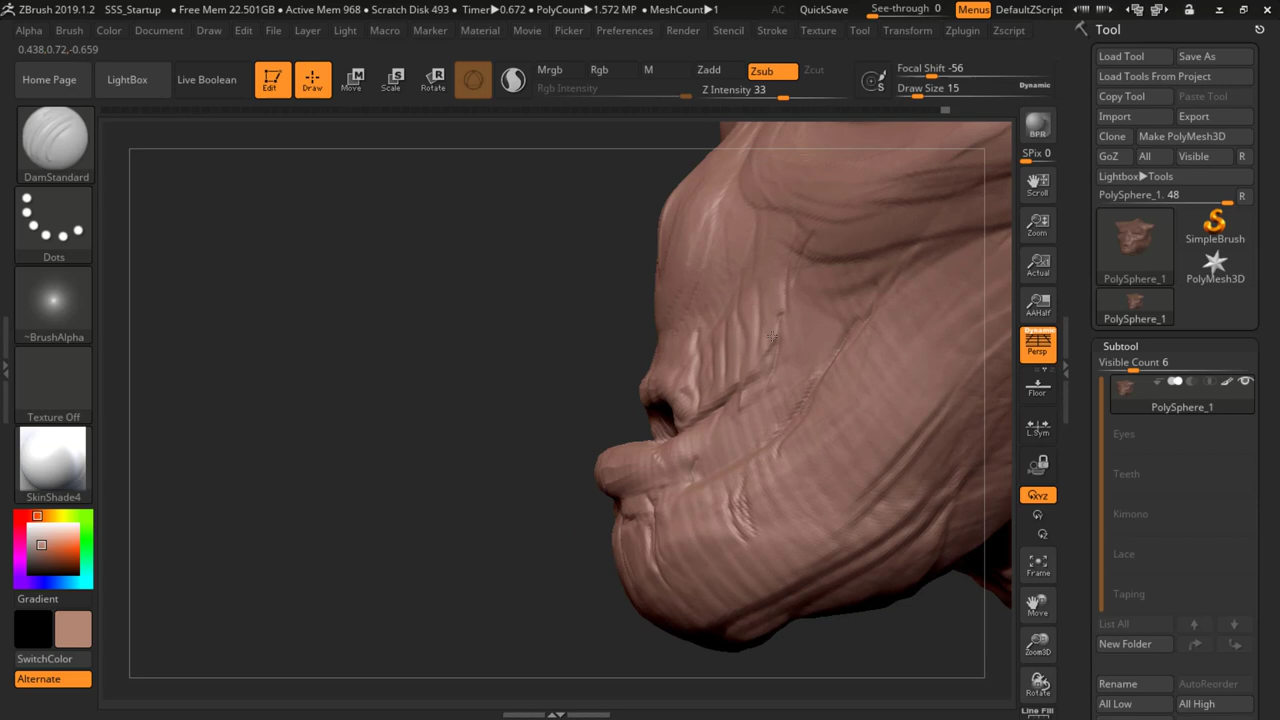 ZBrush 2019.1.2 SSS_Startup • Free Mem 22.501GB • Active Mem 968 • Scratch Disk 493 • Timer▶0.672 • PolyCount▶1.572 MP • MeshCount▶1 AC QuickSave See-through 0 Menus DefaultZScript
Alpha Brush Color Document Draw Edit File Layer Light Macro Marker Material Movie Picker Preferences Render Stencil Stroke Texture Tool Transform Zplugin Zscript
Tool
0.438,0.72,-0.659
Home Page LightBox Live Boolean Edit Draw Move Scale Rotate
Mrgb Rgb M Zadd Zsub Zcut
Rgb Intensity Z Intensity 33
Focal Shift -56
Draw Size 15 Dynamic
Load Tool Save As
Load Tools From Project
Copy Tool Paste Tool
Import Export
Clone Make PolyMesh3D
GoZ All Visible R
Lightbox▶Tools
PolySphere_1. 48 R
PolySphere_1
SimpleBrush
PolyMesh3D
PolySphere_1
Subtool
Visible Count 6
PolySphere_1
Eyes
Teeth
Kimono
Lace
Taping
List All
New Folder
Rename AutoReorder
All Low All High
DamStandard
Dots
~BrushAlpha
Texture Off
SkinShade4
Gradient
SwitchColor
Alternate
BPR
SPix 0
Scroll
Zoom
Actual
AAHalf
Dynamic
Persp
Floor
L.Sym
XYZ
Y
Z
Frame
Move
Zoom3D
Rotate
Line Fill